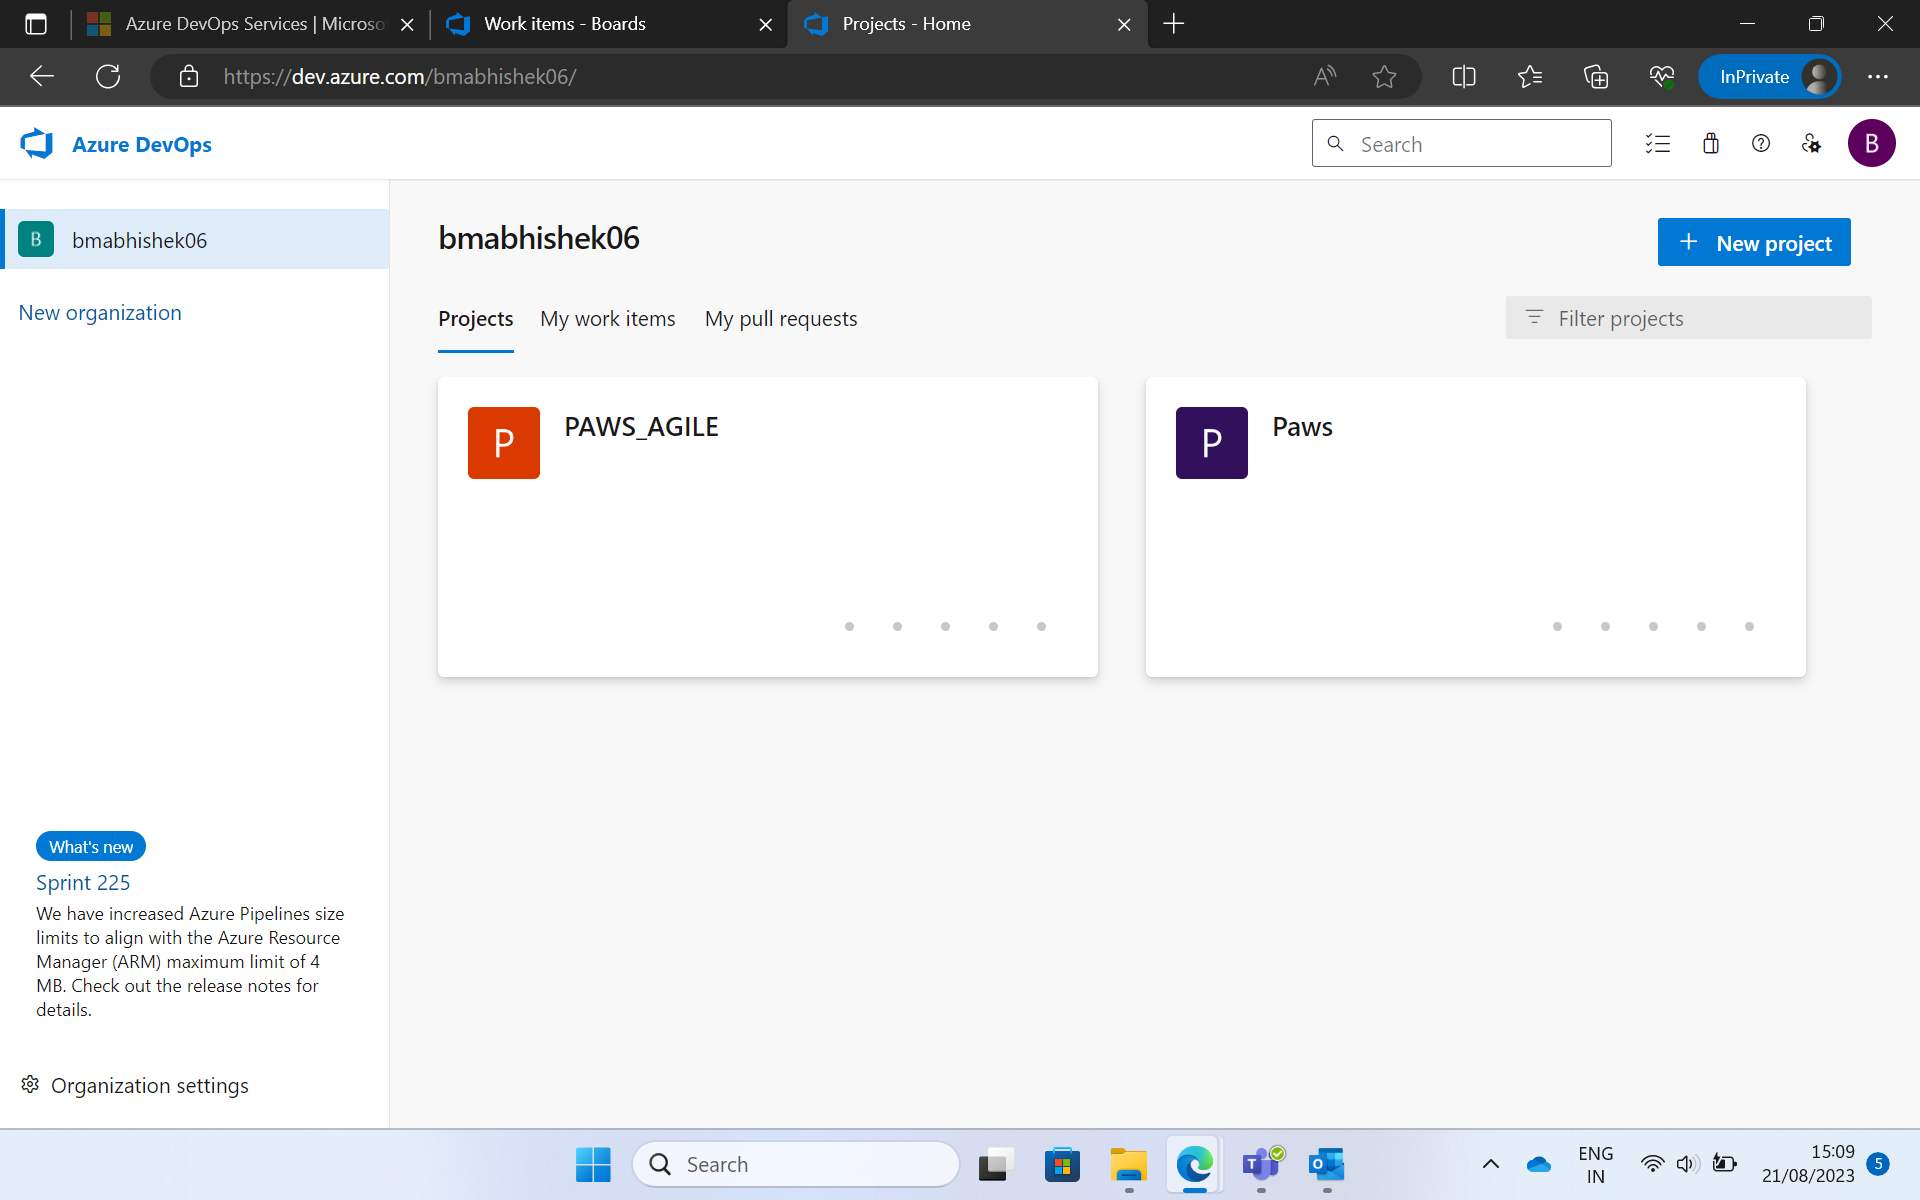 Azure DevOps Services | Microso
Work items - Boards
Projects - Home
https://dev.azure.com/bmabhishek06/
InPrivate
Azure DevOps
Search
B
B
bmabhishek06
New organization
bmabhishek06
+ New project
Projects
My work items
My pull requests
Filter projects
P
PAWS_AGILE
P
Paws
What's new
Sprint 225
We have increased Azure Pipelines size
limits to align with the Azure Resource
Manager (ARM) maximum limit of 4
MB. Check out the release notes for
details.
Organization settings
Search
ENG
IN
15:09
21/08/2023
5